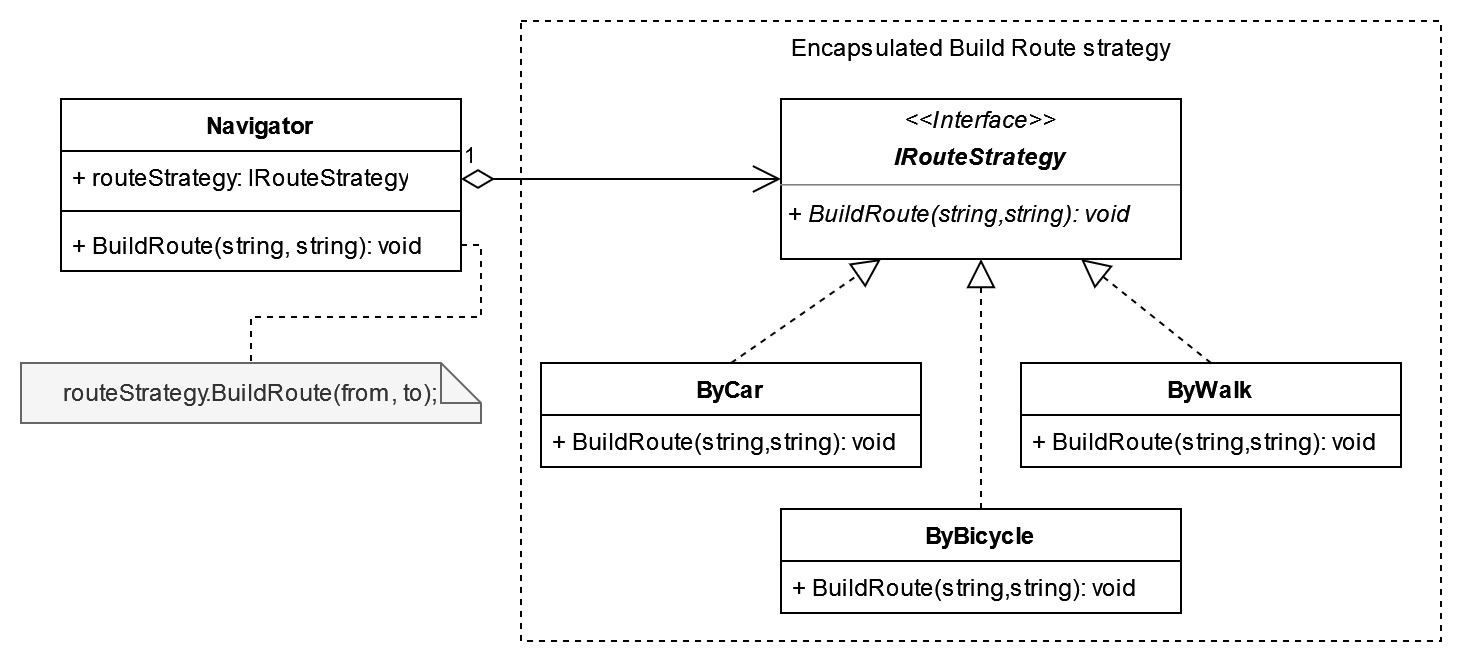 Encapsulated Build Route strategy
Navigator
+ routeStrategy: IRouteStrategy
+ BuildRoute(string, string): void
1
<<Interface>>
IRouteStrategy
+ BuildRoute(string,string): void
routeStrategy.BuildRoute(from, to);
ByCar
+ BuildRoute(string,string): void
ByWalk
+ BuildRoute(string,string): void
ByBicycle
+ BuildRoute(string,string): void